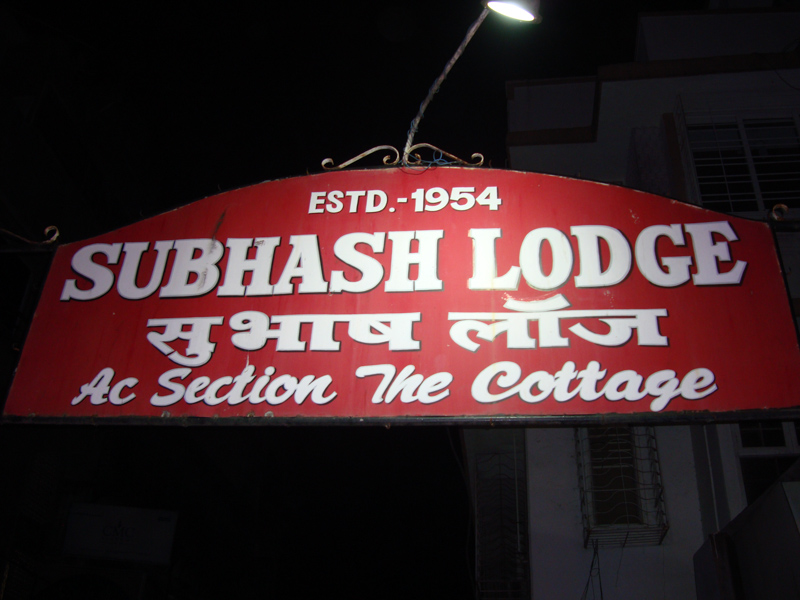 ESTD.-1954
SUBHASH LODGE
सुभाष लॉज
Ac Section The Cottage